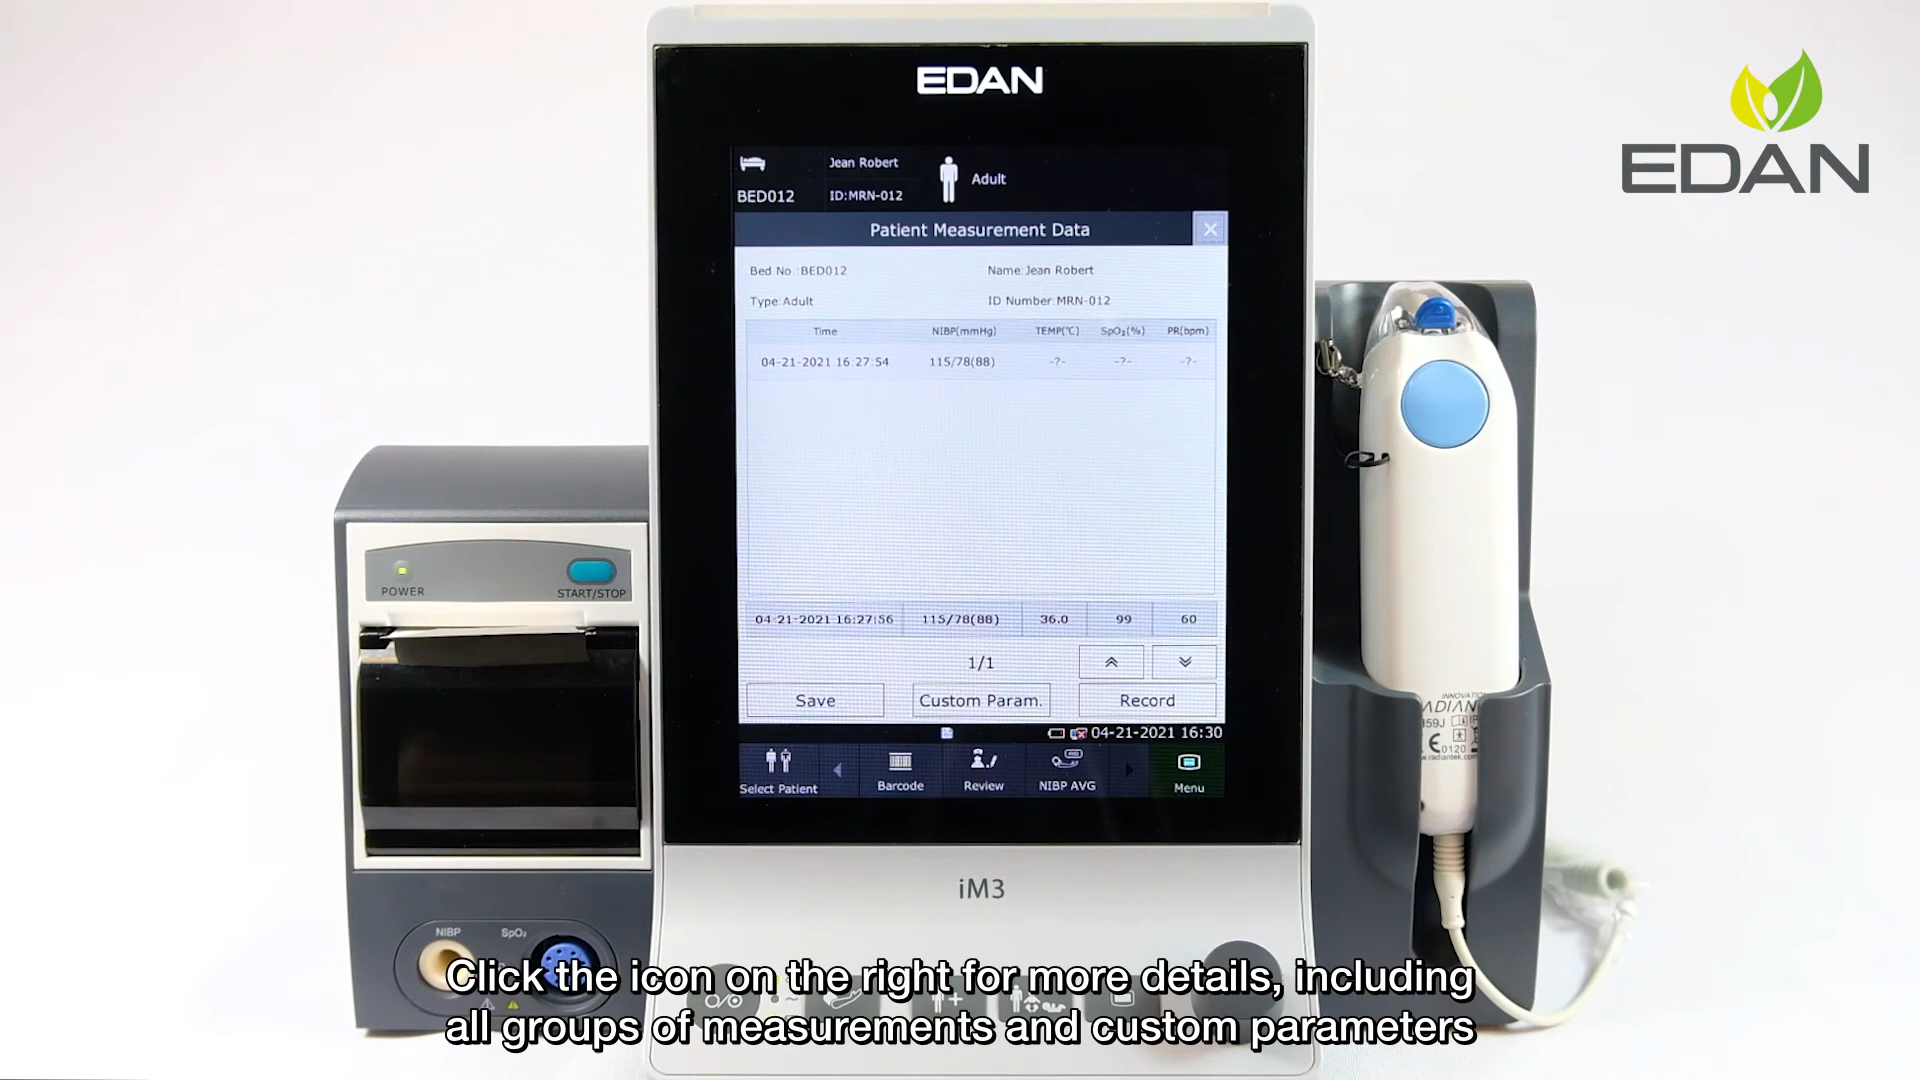 EDAN
EDAN
Jean Robert
BED012
ID:MRN-012
Adult
Patient Measurement Data
Bed No.:BED012
Name:Jean Robert
Type:Adult
ID Number:MRN-012
Time NIBP(mmHg) TEMP(℃) SpO₂(%) PR(bpm)
04-21-2021 16:27:54 115/78(88) -?- -?- -?-
04-21-2021 16:27:56 115/78(88) 36.0 99 60
1/1
Save Custom Param. Record
04-21-2021 16:30
Select Patient Barcode Review NIBP AVG Menu
POWER START/STOP
iM3
NIBP SpO₂
0120
Click the icon on the right for more details, including
all groups of measurements and custom parameters